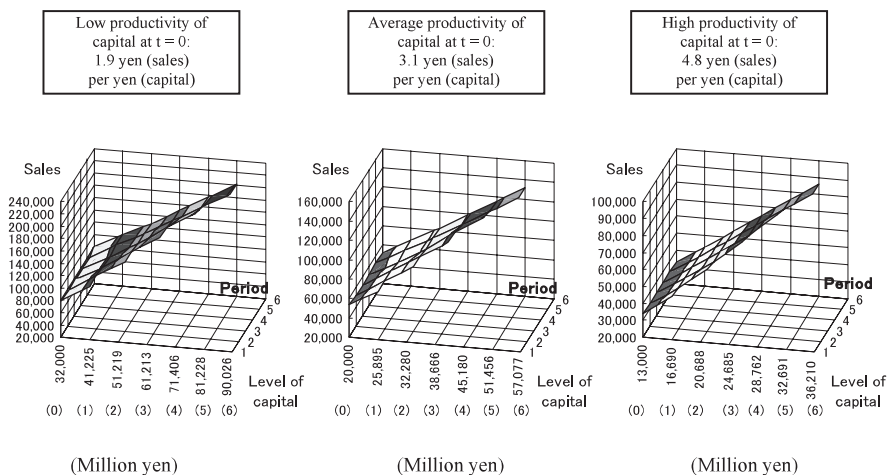 Low productivity of
capital at t = 0:
1.9 yen (sales)
per yen (capital)
Average productivity of
capital at t = 0:
3.1 yen (sales)
per yen (capital)
High productivity of
capital at t = 0:
4.8 yen (sales)
per yen (capital)
Sales
240,000
220,000
200,000
180,000
160,000
140,000
120,000
100,000
80,000
60,000
40,000
20,000
Period
6
5
4
3
2
1
32,000
41,225
51,219
61,213
71,406
81,228
90,026
Level of
capital
(0) (1) (2) (3) (4) (5) (6)
(Million yen)
Sales
160,000
140,000
120,000
100,000
80,000
60,000
40,000
20,000
Period
6
5
4
3
2
1
20,000
25,895
32,280
38,666
45,180
51,456
57,077
Level of
capital
(0) (1) (2) (3) (4) (5) (6)
(Million yen)
Sales
100,000
90,000
80,000
70,000
60,000
50,000
40,000
30,000
20,000
Period
6
5
4
3
2
1
13,000
16,690
20,688
24,685
28,762
32,691
36,210
Level of
capital
(0) (1) (2) (3) (4) (5) (6)
(Million yen)